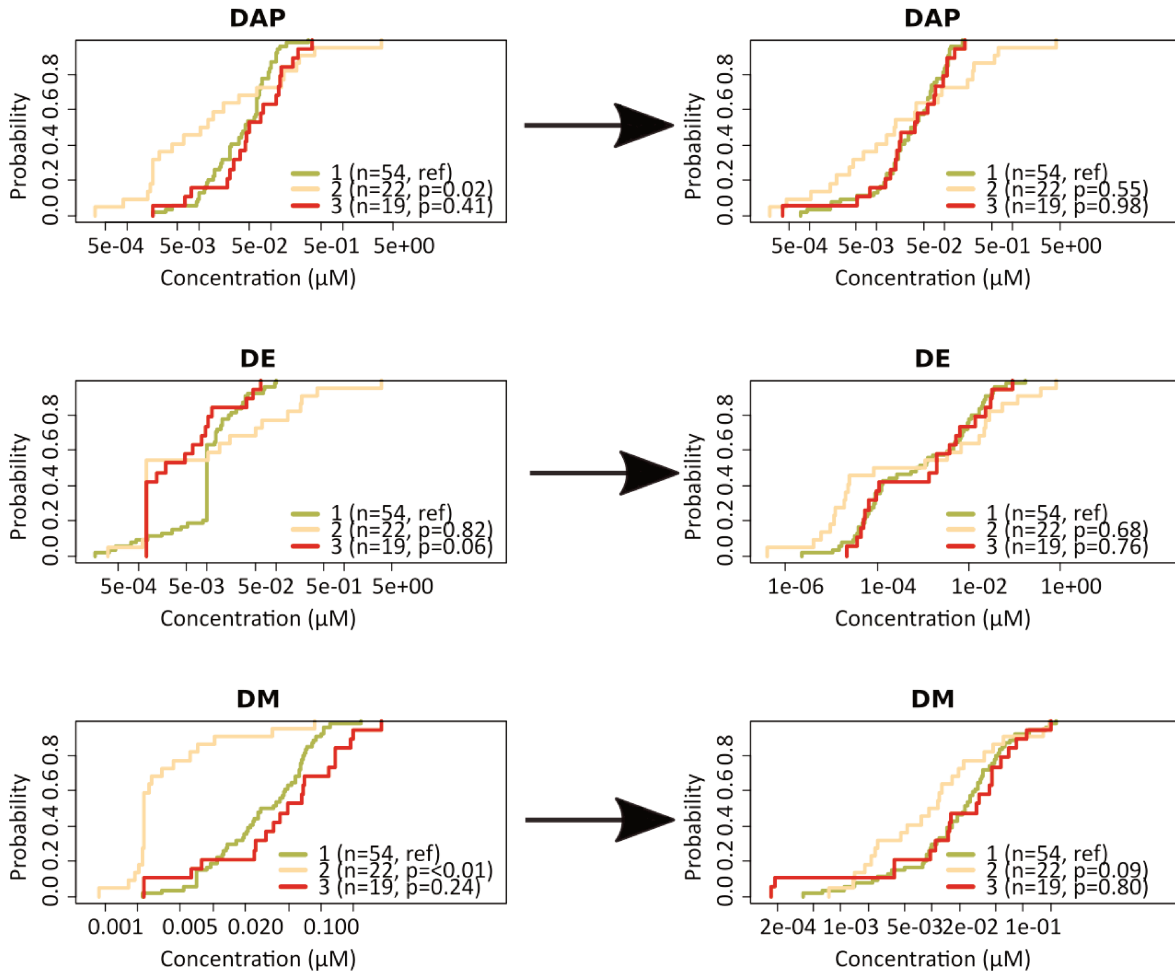 DAP
Probability
0.0 0.2 0.4 0.6 0.8
1 (n=54, ref)
2 (n=22, p=0.02)
3 (n=19, p=0.41)
5e-04 5e-03 5e-02 5e-01 5e+00
Concentration (µM)
DAP
Probability
0.0 0.2 0.4 0.6 0.8
1 (n=54, ref)
2 (n=22, p=0.55)
3 (n=19, p=0.98)
5e-04 5e-03 5e-02 5e-01 5e+00
Concentration (µM)
DE
Probability
0.0 0.2 0.4 0.6 0.8
1 (n=54, ref)
2 (n=22, p=0.82)
3 (n=19, p=0.06)
5e-04 5e-03 5e-02 5e-01 5e+00
Concentration (µM)
DE
Probability
0.0 0.2 0.4 0.6 0.8
1 (n=54, ref)
2 (n=22, p=0.68)
3 (n=19, p=0.76)
1e-06 1e-04 1e-02 1e+00
Concentration (µM)
DM
Probability
0.0 0.2 0.4 0.6 0.8
1 (n=54, ref)
2 (n=22, p=<0.01)
3 (n=19, p=0.24)
0.001 0.005 0.020 0.100
Concentration (µM)
DM
Probability
0.0 0.2 0.4 0.6 0.8
1 (n=54, ref)
2 (n=22, p=0.09)
3 (n=19, p=0.80)
2e-04 1e-03 5e-03 2e-02 1e-01
Concentration (µM)